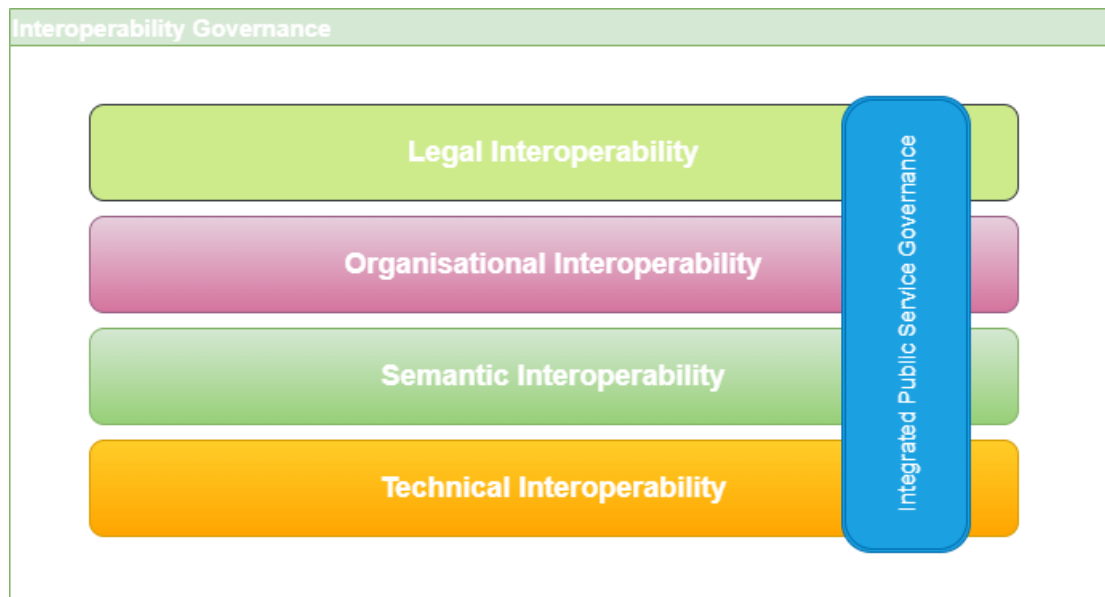 Interoperability Governance
Legal Interoperability
Organisational Interoperability
Semantic Interoperability
Technical Interoperability
Integrated Public Service Governance